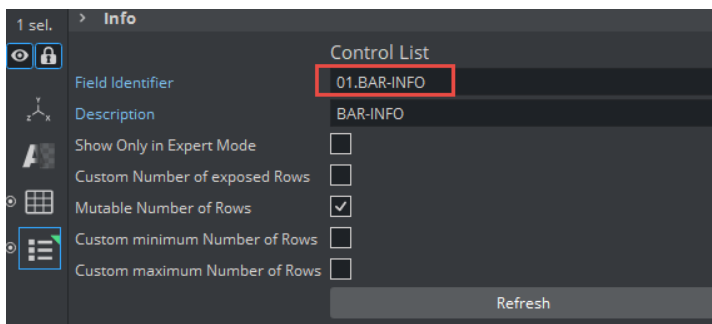 1 sel.
> Info
Control List
Field Identifier 01.BAR-INFO
Description BAR-INFO
Show Only in Expert Mode
Custom Number of exposed Rows
Mutable Number of Rows
Custom minimum Number of Rows
Custom maximum Number of Rows
Refresh